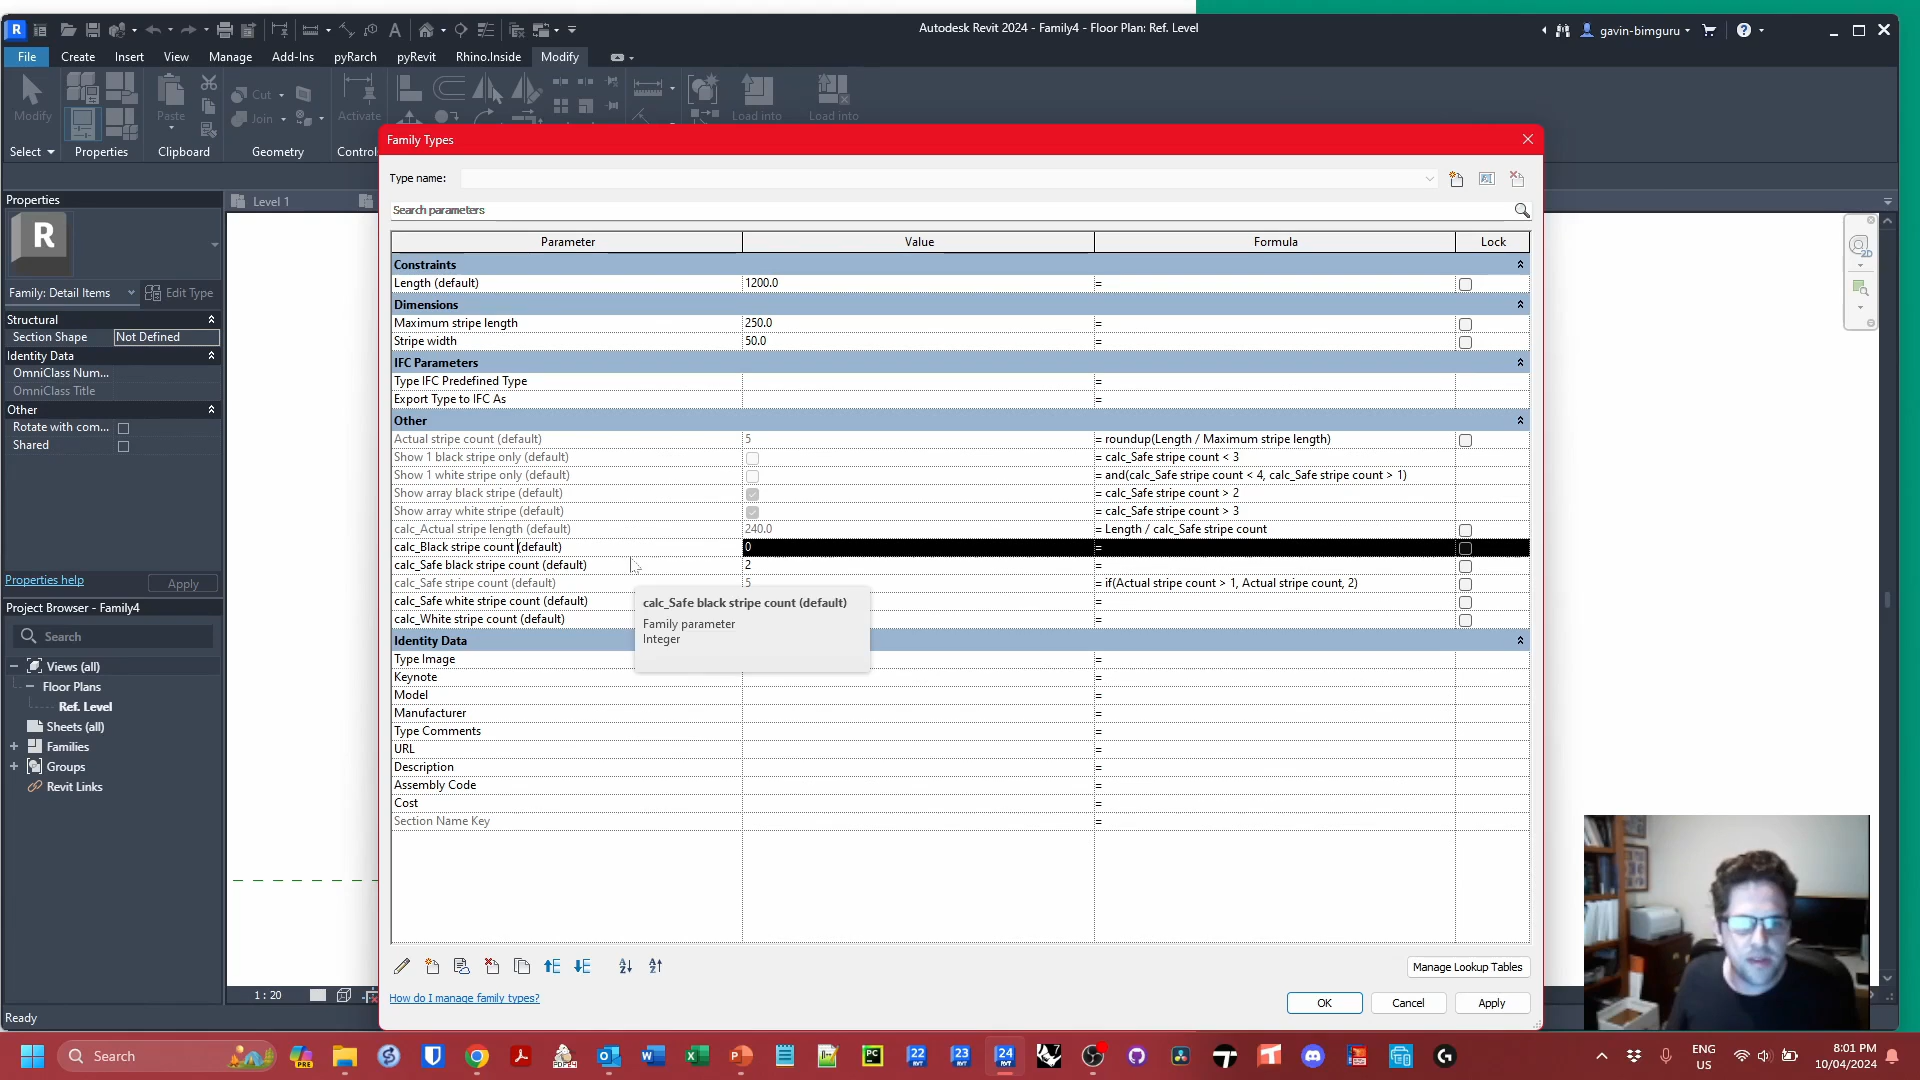 Autodesk Revit 2024 - Family4 - Floor Plan: Ref. Level
gavin-bimguru
File Create Insert View Manage Add-Ins pyRarch pyRevit Rhino.Inside Modify
Modify
Paste
Cut
Join
Activate
Load into
Load into
Select
Properties
Clipboard
Geometry
Control
Properties
R
Family: Detail Items
Edit Type
Structural
Section Shape Not Defined
Identity Data
OmniClass Num...
OmniClass Title
Other
Rotate with com...
Shared
Properties help
Apply
Project Browser - Family4
Search
Views (all)
Floor Plans
Ref. Level
Sheets (all)
Families
Groups
Revit Links
Ready
Level 1
1 : 20
Family Types
Type name:
Search parameters
Parameter Value Formula Lock
Constraints
Length (default) 1200.0 =
Dimensions
Maximum stripe length 250.0 =
Stripe width 50.0 =
IFC Parameters
Type IFC Predefined Type =
Export Type to IFC As =
Other
Actual stripe count (default) 5 = roundup(Length / Maximum stripe length)
Show 1 black stripe only (default) = calc_Safe stripe count < 3
Show 1 white stripe only (default) = and(calc_Safe stripe count < 4, calc_Safe stripe count > 1)
Show array black stripe (default) = calc_Safe stripe count > 2
Show array white stripe (default) = calc_Safe stripe count > 3
calc_Actual stripe length (default) 240.0 = Length / calc_Safe stripe count
calc_Black stripe count (default) 0 =
calc_Safe black stripe count (default) 2 =
calc_Safe stripe count (default) 5 = if(Actual stripe count > 1, Actual stripe count, 2)
calc_Safe white stripe count (default) =
calc_White stripe count (default) =
calc_Safe black stripe count (default)
Family parameter
Integer
Identity Data
Type Image =
Keynote =
Model =
Manufacturer =
Type Comments =
URL =
Description =
Assembly Code =
Cost =
Section Name Key =
Manage Lookup Tables
How do I manage family types?
OK Cancel Apply
Search
ENG
US
8:01 PM
10/04/2024